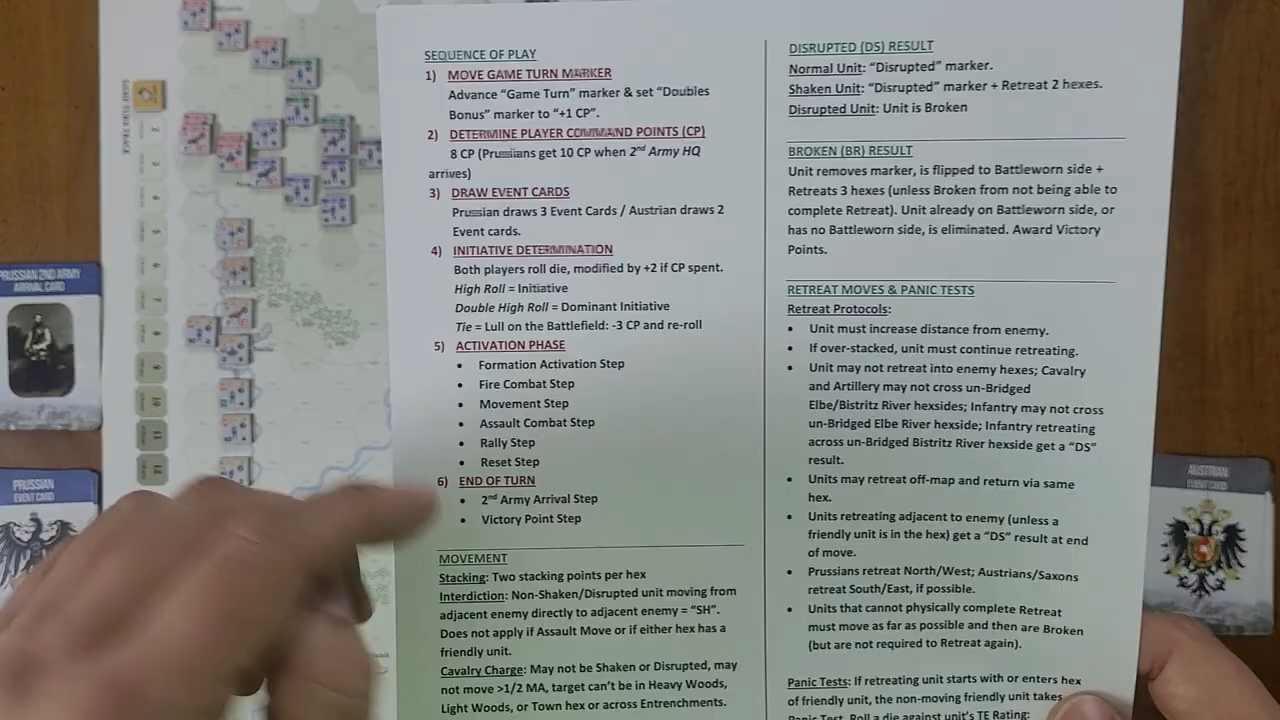 SEQUENCE OF PLAY
1) MOVE GAME TURN MARKER
Advance "Game Turn" marker & set "Doubles
Bonus" marker to "+1 CP".
2) DETERMINE PLAYER COMMAND POINTS (CP)
8 CP (Prussians get 10 CP when 2nd Army HQ
arrives)
3) DRAW EVENT CARDS
Prussian draws 3 Event Cards / Austrian draws 2
Event cards.
4) INITIATIVE DETERMINATION
Both players roll die, modified by +2 if CP spent.
High Roll = Initiative
Double High Roll = Dominant Initiative
Tie = Lull on the Battlefield: -3 CP and re-roll
5) ACTIVATION PHASE
• Formation Activation Step
• Fire Combat Step
• Movement Step
• Assault Combat Step
• Rally Step
• Reset Step
6) END OF TURN
• 2nd Army Arrival Step
• Victory Point Step
MOVEMENT
Stacking: Two stacking points per hex
Interdiction: Non-Shaken/Disrupted unit moving from
adjacent enemy directly to adjacent enemy = "SH".
Does not apply if Assault Move or if either hex has a
friendly unit.
Cavalry Charge: May not be Shaken or Disrupted, may
not move >1/2 MA, target can't be in Heavy Woods,
Light Woods, or Town hex or across Entrenchments.
DISRUPTED (DS) RESULT
Normal Unit: "Disrupted" marker.
Shaken Unit: "Disrupted" marker + Retreat 2 hexes.
Disrupted Unit: Unit is Broken
BROKEN (BR) RESULT
Unit removes marker, is flipped to Battleworn side +
Retreats 3 hexes (unless Broken from not being able to
complete Retreat). Unit already on Battleworn side, or
has no Battleworn side, is eliminated. Award Victory
Points.
RETREAT MOVES & PANIC TESTS
Retreat Protocols:
• Unit must increase distance from enemy.
• If over-stacked, unit must continue retreating.
• Unit may not retreat into enemy hexes; Cavalry
and Artillery may not cross un-Bridged
Elbe/Bistritz River hexsides; Infantry may not cross
un-Bridged Elbe River hexside; Infantry retreating
across un-Bridged Bistritz River hexside get a "DS"
result.
• Units may retreat off-map and return via same
hex.
• Units retreating adjacent to enemy (unless a
friendly unit is in the hex) get a "DS" result at end
of move.
• Prussians retreat North/West; Austrians/Saxons
retreat South/East, if possible.
• Units that cannot physically complete Retreat
must move as far as possible and then are Broken
(but are not required to Retreat again).
Panic Tests: If retreating unit starts with or enters hex
of friendly unit, the non-moving friendly unit takes
Panic Test. Roll a die against unit's TE Rating:
PRUSSIAN 2ND ARMY
ARRIVAL CARD
PRUSSIAN
EVENT CARD
AUSTRIAN
EVENT CARD